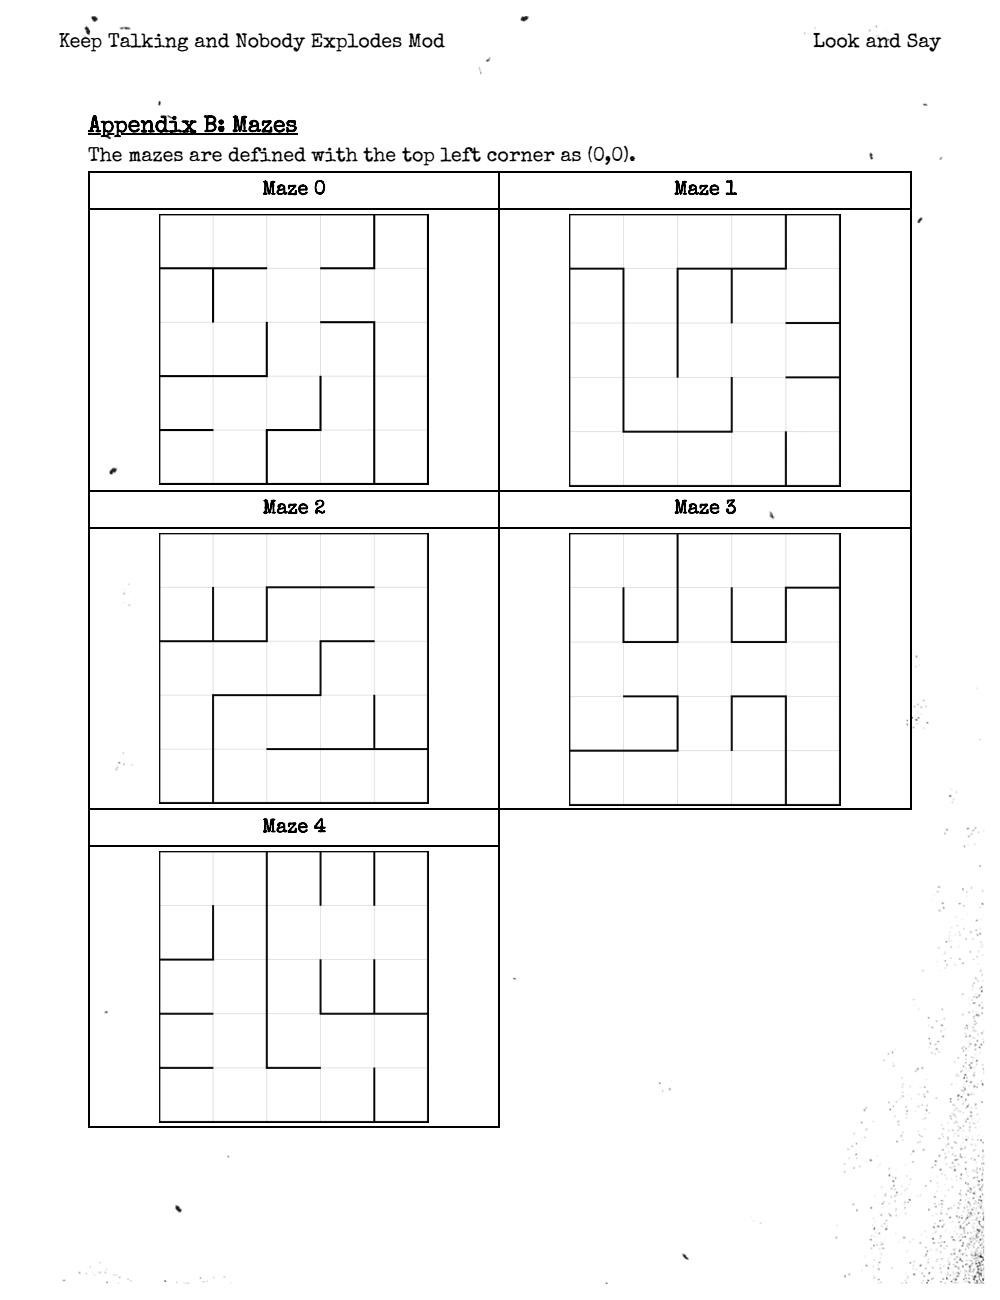 Keep Talking and Nobody Explodes Mod Look and Say
Appendix B: Mazes
The mazes are defined with the top left corner as (0,0).
Maze 0 Maze 1
Maze 2 Maze 3
Maze 4